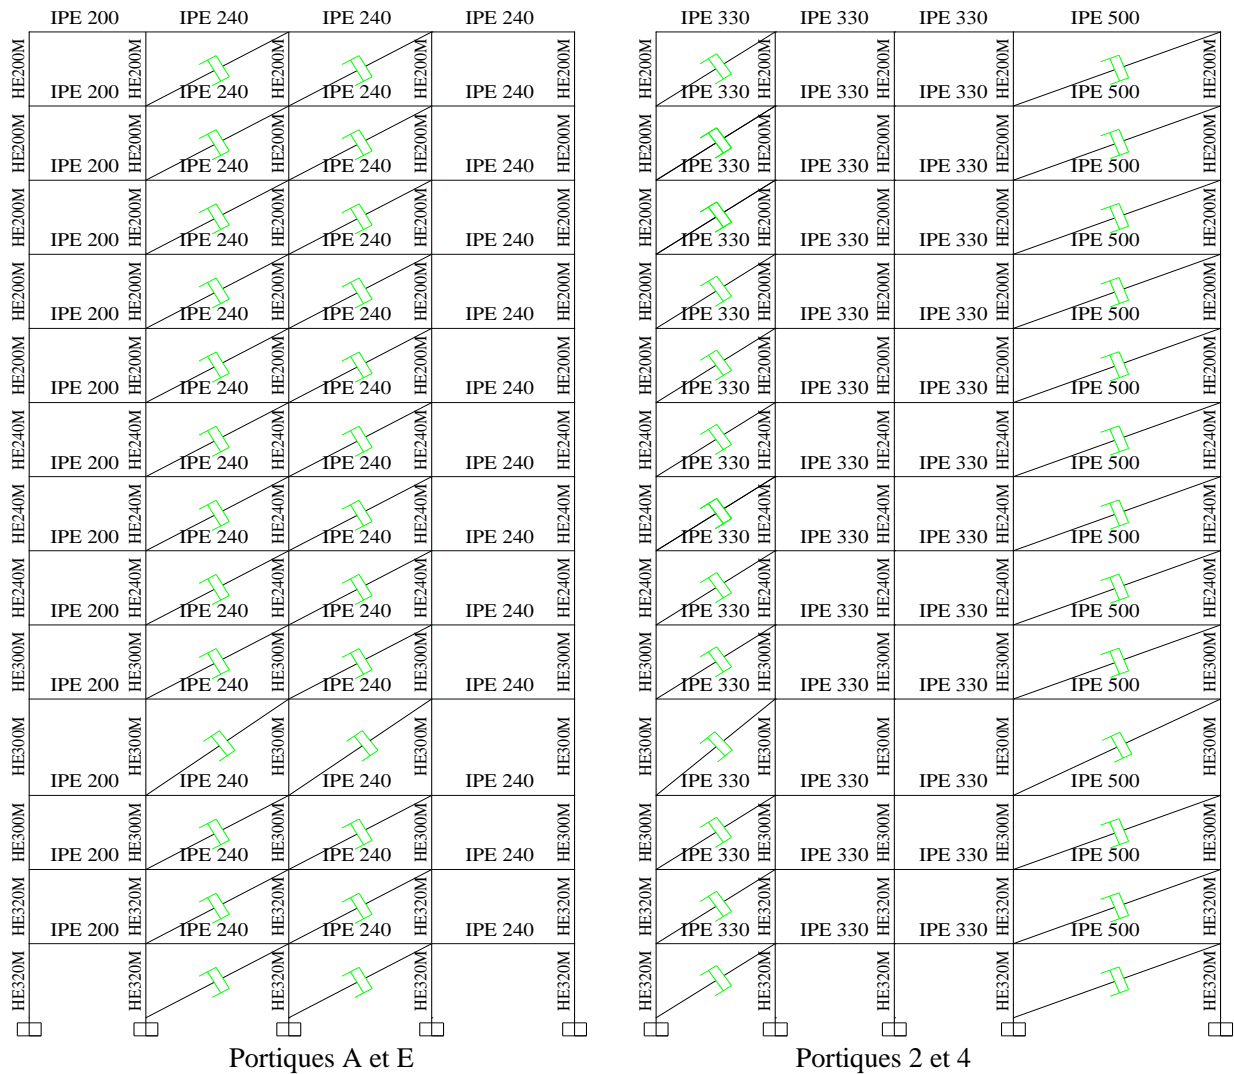 IPE 200 IPE 240 IPE 240 IPE 240 IPE 330 IPE 330 IPE 330 IPE 500
HE200M HE200M HE200M HE200M HE200M HE200M HE200M HE200M HE200M HE200M
IPE 200 IPE 240 IPE 240 IPE 240 IPE 330 IPE 330 IPE 330 IPE 500
HE200M HE200M HE200M HE200M HE200M HE200M HE200M HE200M HE200M HE200M
IPE 200 IPE 240 IPE 240 IPE 240 IPE 330 IPE 330 IPE 330 IPE 500
HE200M HE200M HE200M HE200M HE200M HE200M HE200M HE200M HE200M HE200M
IPE 200 IPE 240 IPE 240 IPE 240 IPE 330 IPE 330 IPE 330 IPE 500
HE200M HE200M HE200M HE200M HE200M HE200M HE200M HE200M HE200M HE200M
IPE 200 IPE 240 IPE 240 IPE 240 IPE 330 IPE 330 IPE 330 IPE 500
HE200M HE200M HE200M HE200M HE200M HE200M HE200M HE200M HE200M HE200M
IPE 200 IPE 240 IPE 240 IPE 240 IPE 330 IPE 330 IPE 330 IPE 500
HE240M HE240M HE240M HE240M HE240M HE240M HE240M HE240M HE240M HE240M
IPE 200 IPE 240 IPE 240 IPE 240 IPE 330 IPE 330 IPE 330 IPE 500
HE240M HE240M HE240M HE240M HE240M HE240M HE240M HE240M HE240M HE240M
IPE 200 IPE 240 IPE 240 IPE 240 IPE 330 IPE 330 IPE 330 IPE 500
HE240M HE240M HE240M HE240M HE240M HE240M HE240M HE240M HE240M HE240M
IPE 200 IPE 240 IPE 240 IPE 240 IPE 330 IPE 330 IPE 330 IPE 500
HE300M HE300M HE300M HE300M HE300M HE300M HE300M HE300M HE300M HE300M
IPE 200 IPE 240 IPE 240 IPE 240 IPE 330 IPE 330 IPE 330 IPE 500
HE300M HE300M HE300M HE300M HE300M HE300M HE300M HE300M HE300M HE300M
IPE 200 IPE 240 IPE 240 IPE 240 IPE 330 IPE 330 IPE 330 IPE 500
HE300M HE300M HE300M HE300M HE300M HE300M HE300M HE300M HE300M HE300M
IPE 200 IPE 240 IPE 240 IPE 240 IPE 330 IPE 330 IPE 330 IPE 500
HE320M HE320M HE320M HE320M HE320M HE320M HE320M HE320M HE320M HE320M
IPE 200 IPE 240 IPE 240 IPE 240 IPE 330 IPE 330 IPE 330 IPE 500
HE320M HE320M HE320M HE320M HE320M HE320M HE320M HE320M HE320M HE320M
Portiques A et E Portiques 2 et 4